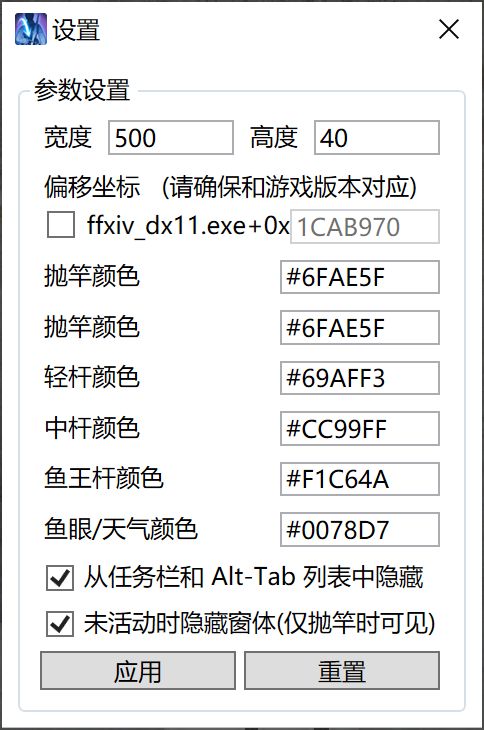 设置
参数设置
宽度 500 高度 40
偏移坐标 (请确保和游戏版本对应)
ffxiv_dx11.exe+0x 1CAB970
抛竿颜色 #6FAE5F
抛竿颜色 #6FAE5F
轻杆颜色 #69AFF3
中杆颜色 #CC99FF
鱼王杆颜色 #F1C64A
鱼眼/天气颜色 #0078D7
从任务栏和 Alt-Tab 列表中隐藏
未活动时隐藏窗体(仅抛竿时可见)
应用 重置